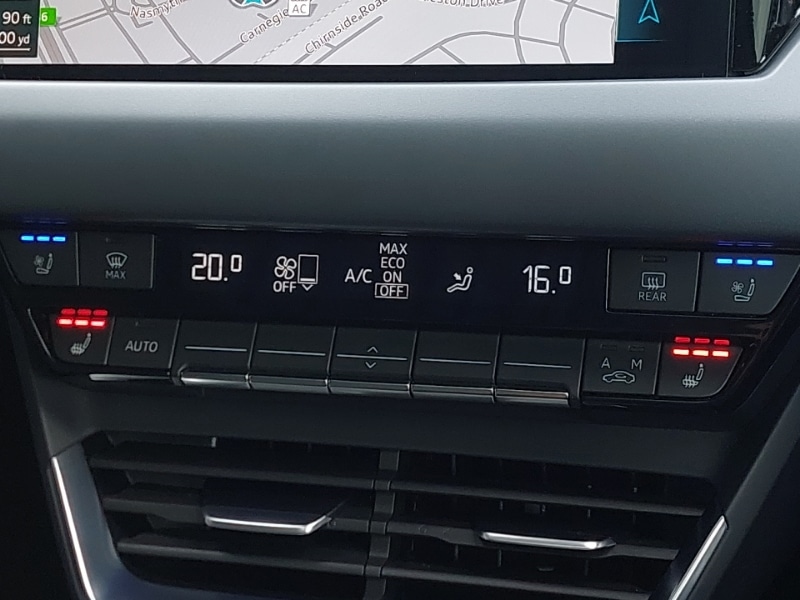 90 ft
00 yd
6
Carnegie
Chirnside Road
AC
MAX
20.0
OFF
A/C
MAX
ECO
ON
OFF
16.0
REAR
AUTO
A M